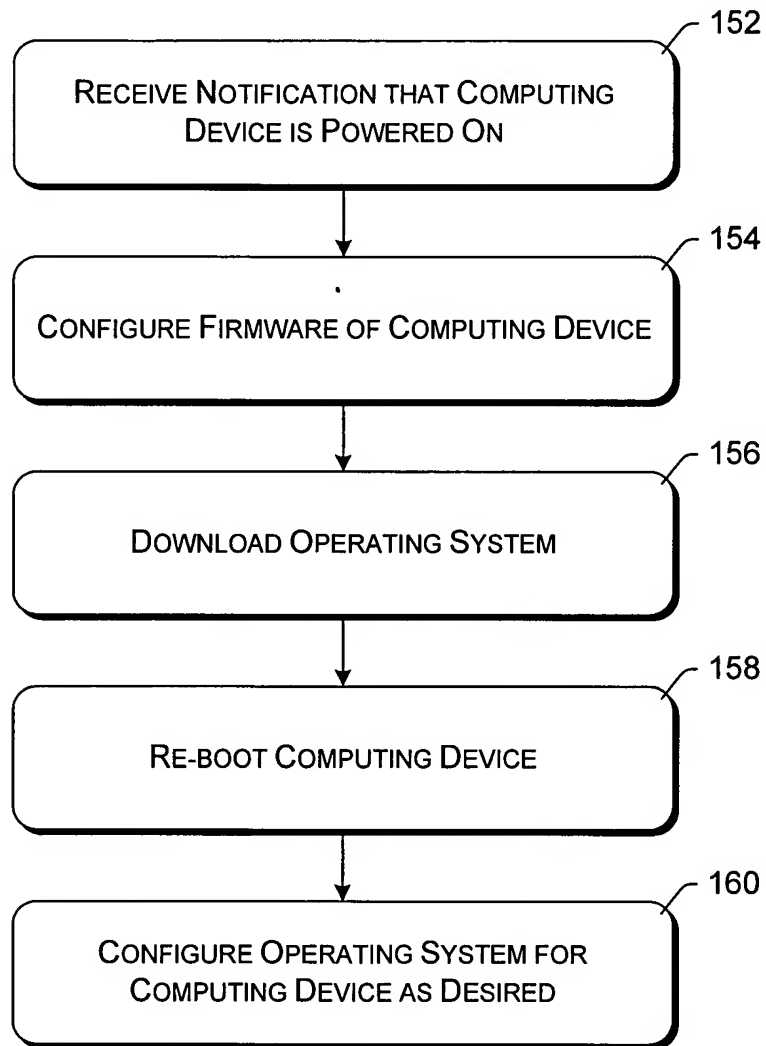 152
RECEIVE NOTIFICATION THAT COMPUTING
DEVICE IS POWERED ON
154
CONFIGURE FIRMWARE OF COMPUTING DEVICE
156
DOWNLOAD OPERATING SYSTEM
158
RE-BOOT COMPUTING DEVICE
160
CONFIGURE OPERATING SYSTEM FOR
COMPUTING DEVICE AS DESIRED